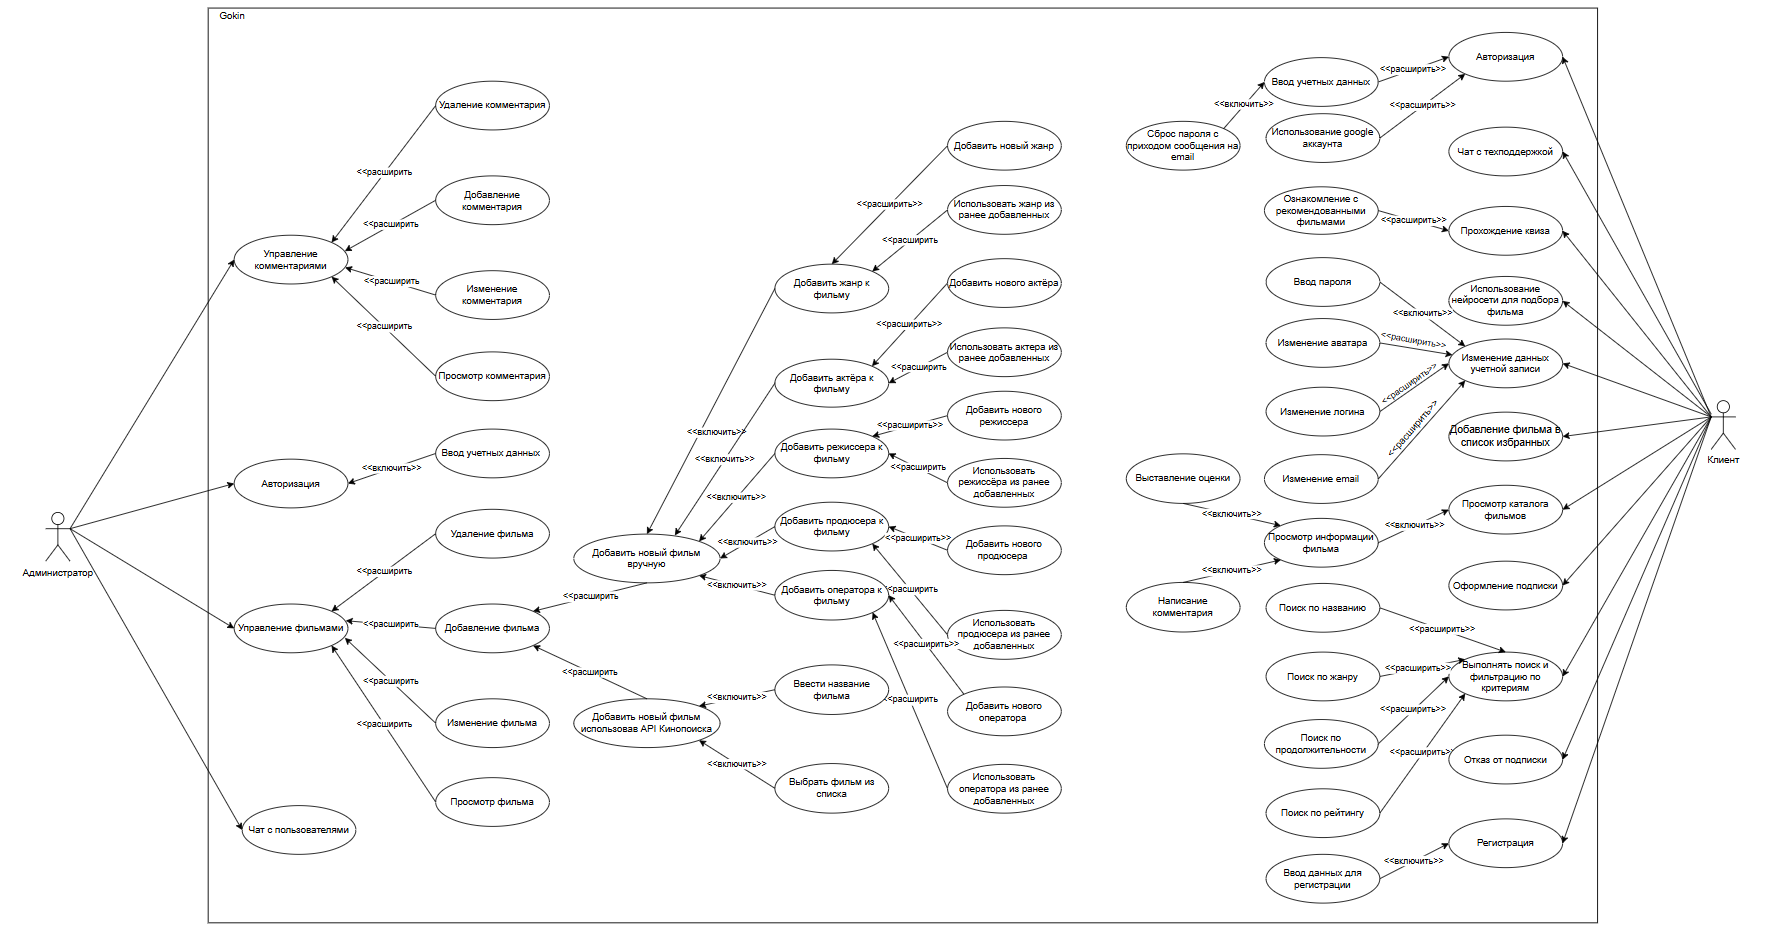 Gokin
Администратор
Управление
комментариями
Удаление комментария
<<расширить
Добавление
комментария
<<расширить
Изменение
комментария
<<расширить
Просмотр комментария
<<расширить
Авторизация
<<включить>>
Ввод учетных данных
Управление фильмами
Удаление фильма
<<расширить
Добавление фильма
<<расширить
Изменение фильма
<<расширить
Просмотр фильма
<<расширить
Чат с пользователями
Добавить новый фильм
вручную
<<расширить
Добавить новый фильм
использовав API Кинопоиска
<<расширить
Ввести название
фильма
<<включить>>
Выбрать фильм из
списка
<<включить>>
Добавить жанр к
фильму
<<включить>>
Добавить новый жанр
<<расширить>>
Использовать жанр из
ранее добавленных
<<расширить
Добавить актёра к
фильму
<<включить>>
Добавить нового актёра
<<расширить>>
Использовать актера из
ранее добавленных
<<расширить
Добавить режиссера к
фильму
<<включить>>
Добавить нового
режиссера
<<расширить>>
Использовать
режиссёра из ранее
добавленных
<<расширить
Добавить продюсера к
фильму
<<включить>>
Добавить нового
продюсера
<<расширить>>
Использовать
продюсера из ранее
добавленных
<<расширить
Добавить оператора к
фильму
<<включить>>
Добавить нового
оператора
<<расширить>>
Использовать
оператора из ранее
добавленных
<<расширить
Авторизация
Ввод учетных данных
<<расширить>>
Сброс пароля с
приходом сообщения на
email
<<включить>>
Использование google
аккаунта
<<расширить>>
Чат с техподдержкой
Ознакомление с
рекомендованными
фильмами
<<расширить>>
Прохождение квиза
Использование
нейросети для подбора
фильма
Ввод пароля
<<включить>>
Изменение аватара
<<расширить>>
Изменение логина
<<расширить>>
Изменение email
<<расширить>>
Изменение данных
учетной записи
Добавление фильма в
список избранных
Выставление оценки
<<включить>>
Просмотр информации
фильма
<<включить>>
Просмотр каталога
фильмов
Написание
комментария
<<включить>>
Оформление подписки
Поиск по названию
<<расширить>>
Поиск по жанру
<<расширить>>
Поиск по
продолжительности
<<расширить>>
Поиск по рейтингу
<<расширить>>
Выполнять поиск и
фильтрацию по
критериям
Отказ от подписки
Регистрация
Ввод данных для
регистрации
<<включить>>
Клиент